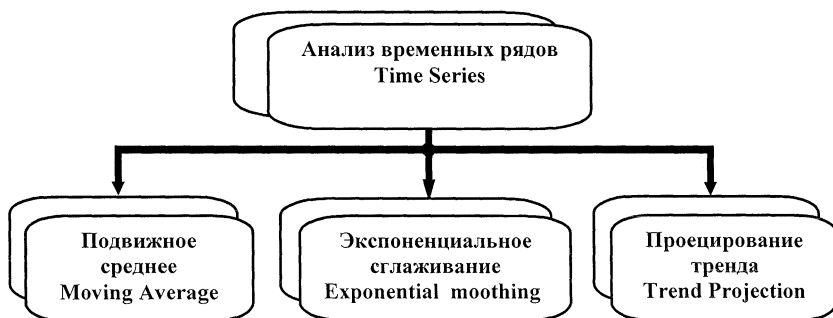 Анализ временных рядов
Time Series
Подвижное
среднее
Moving Average
Экспоненциальное
сглаживание
Exponential moothing
Проецирование
тренда
Trend Projection